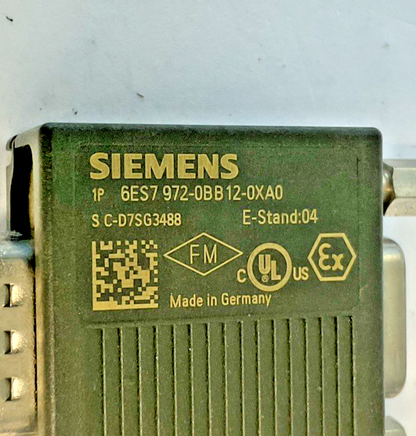 SIEMENS
1P 6ES7 972-0BB12-0XA0
S C-D7SG3488 E-Stand:04
FM C UL US Ex
Made in Germany